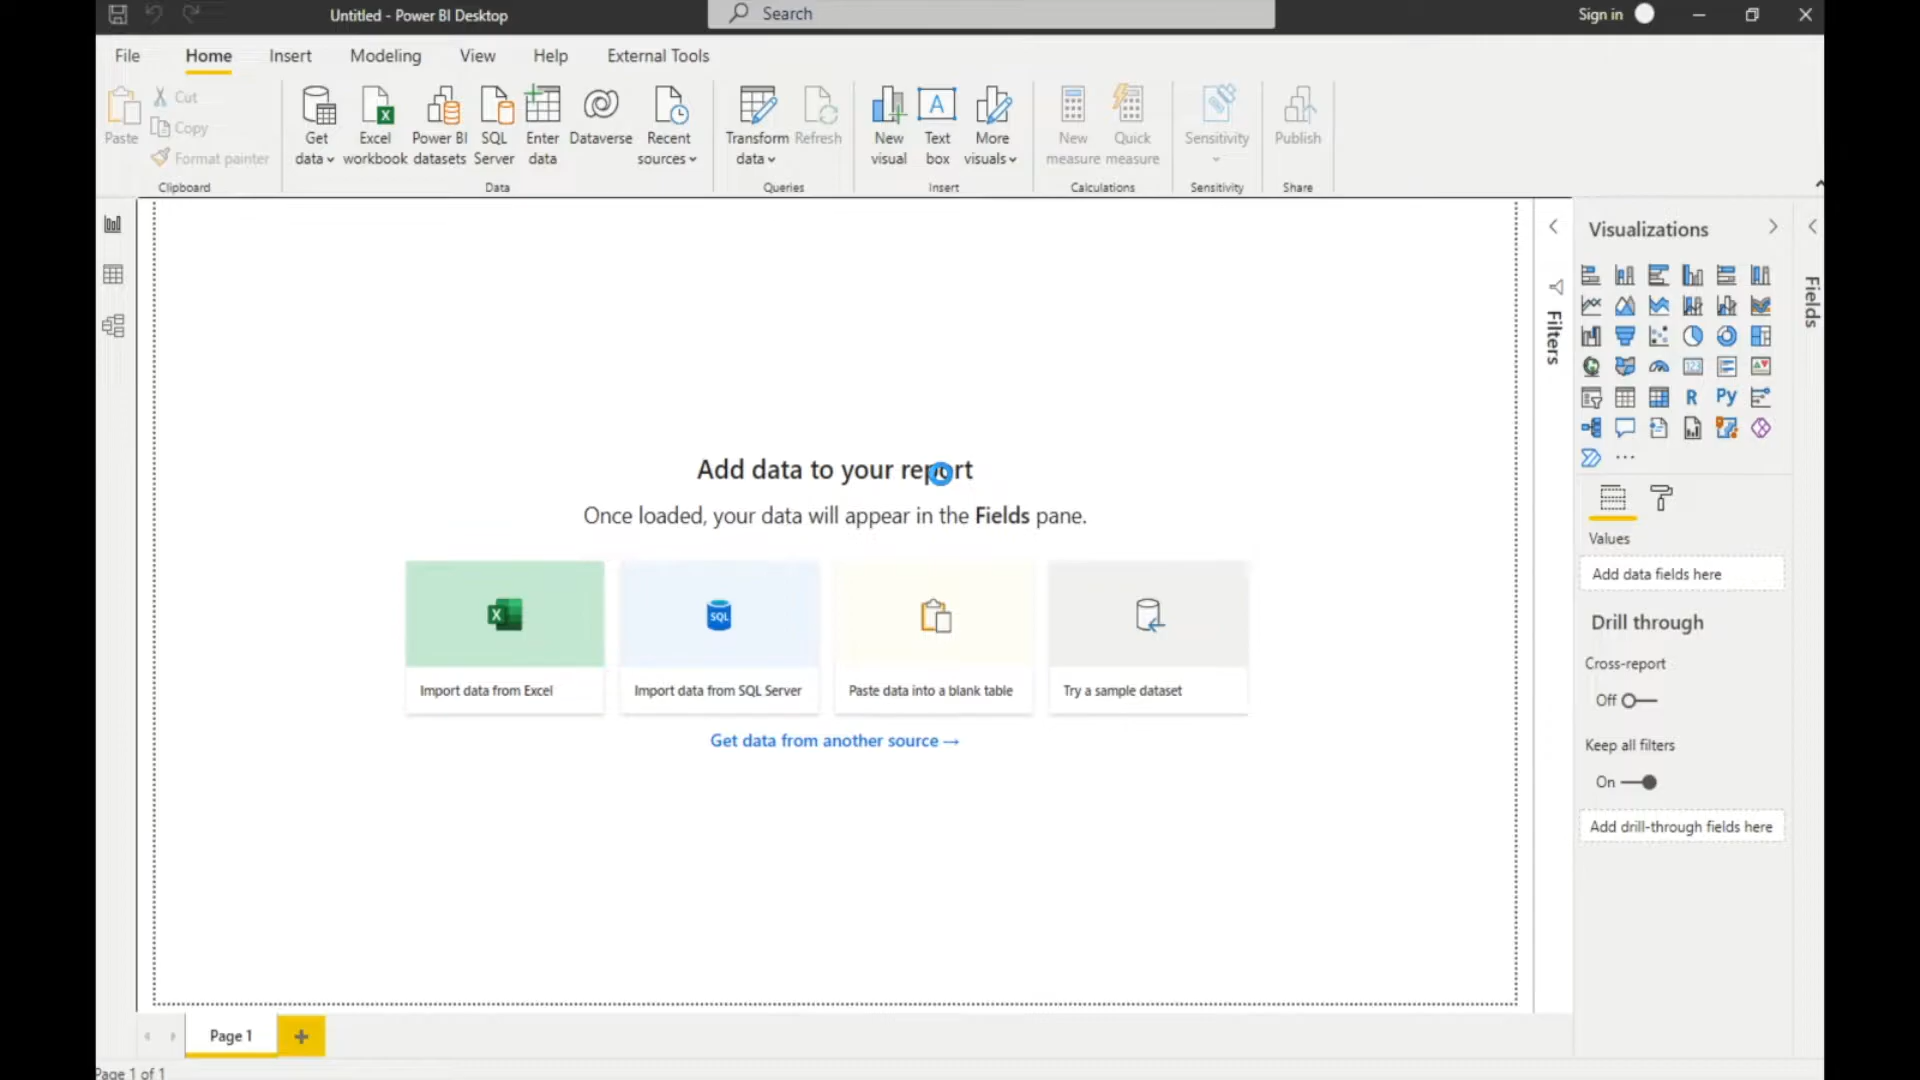 Untitled - Power BI Desktop
Search
Sign in
File
Home
Insert
Modeling
View
Help
External Tools
Paste
Cut
Copy
Format painter
Clipboard
Get data
Excel workbook
Power BI datasets
SQL Server
Enter data
Dataverse
Recent sources
Data
Transform data
Refresh
Queries
New visual
Text box
More visuals
Insert
New measure
Quick measure
Calculations
Sensitivity
Sensitivity
Publish
Share
Filters
Visualizations
Fields
R
Py
123
Values
Add data fields here
Drill through
Cross-report
Off
Keep all filters
On
Add drill-through fields here
Add data to your report
Once loaded, your data will appear in the Fields pane.
X
SQL
Import data from Excel
Import data from SQL Server
Paste data into a blank table
Try a sample dataset
Get data from another source →
Page 1
Page 1 of 1